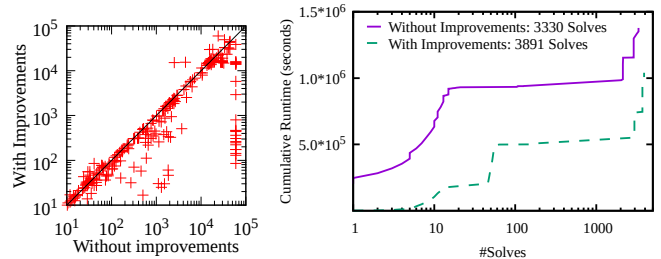 10^5
10^4
10^3
10^2
10^1
With Improvements
10^1 10^2 10^3 10^4 10^5
Without improvements
1.5*10^6
1.0*10^6
5.0*10^5
Cumulative Runtime (seconds)
Without Improvements: 3330 Solves
With Improvements: 3891 Solves
1 10 100 1000
#Solves